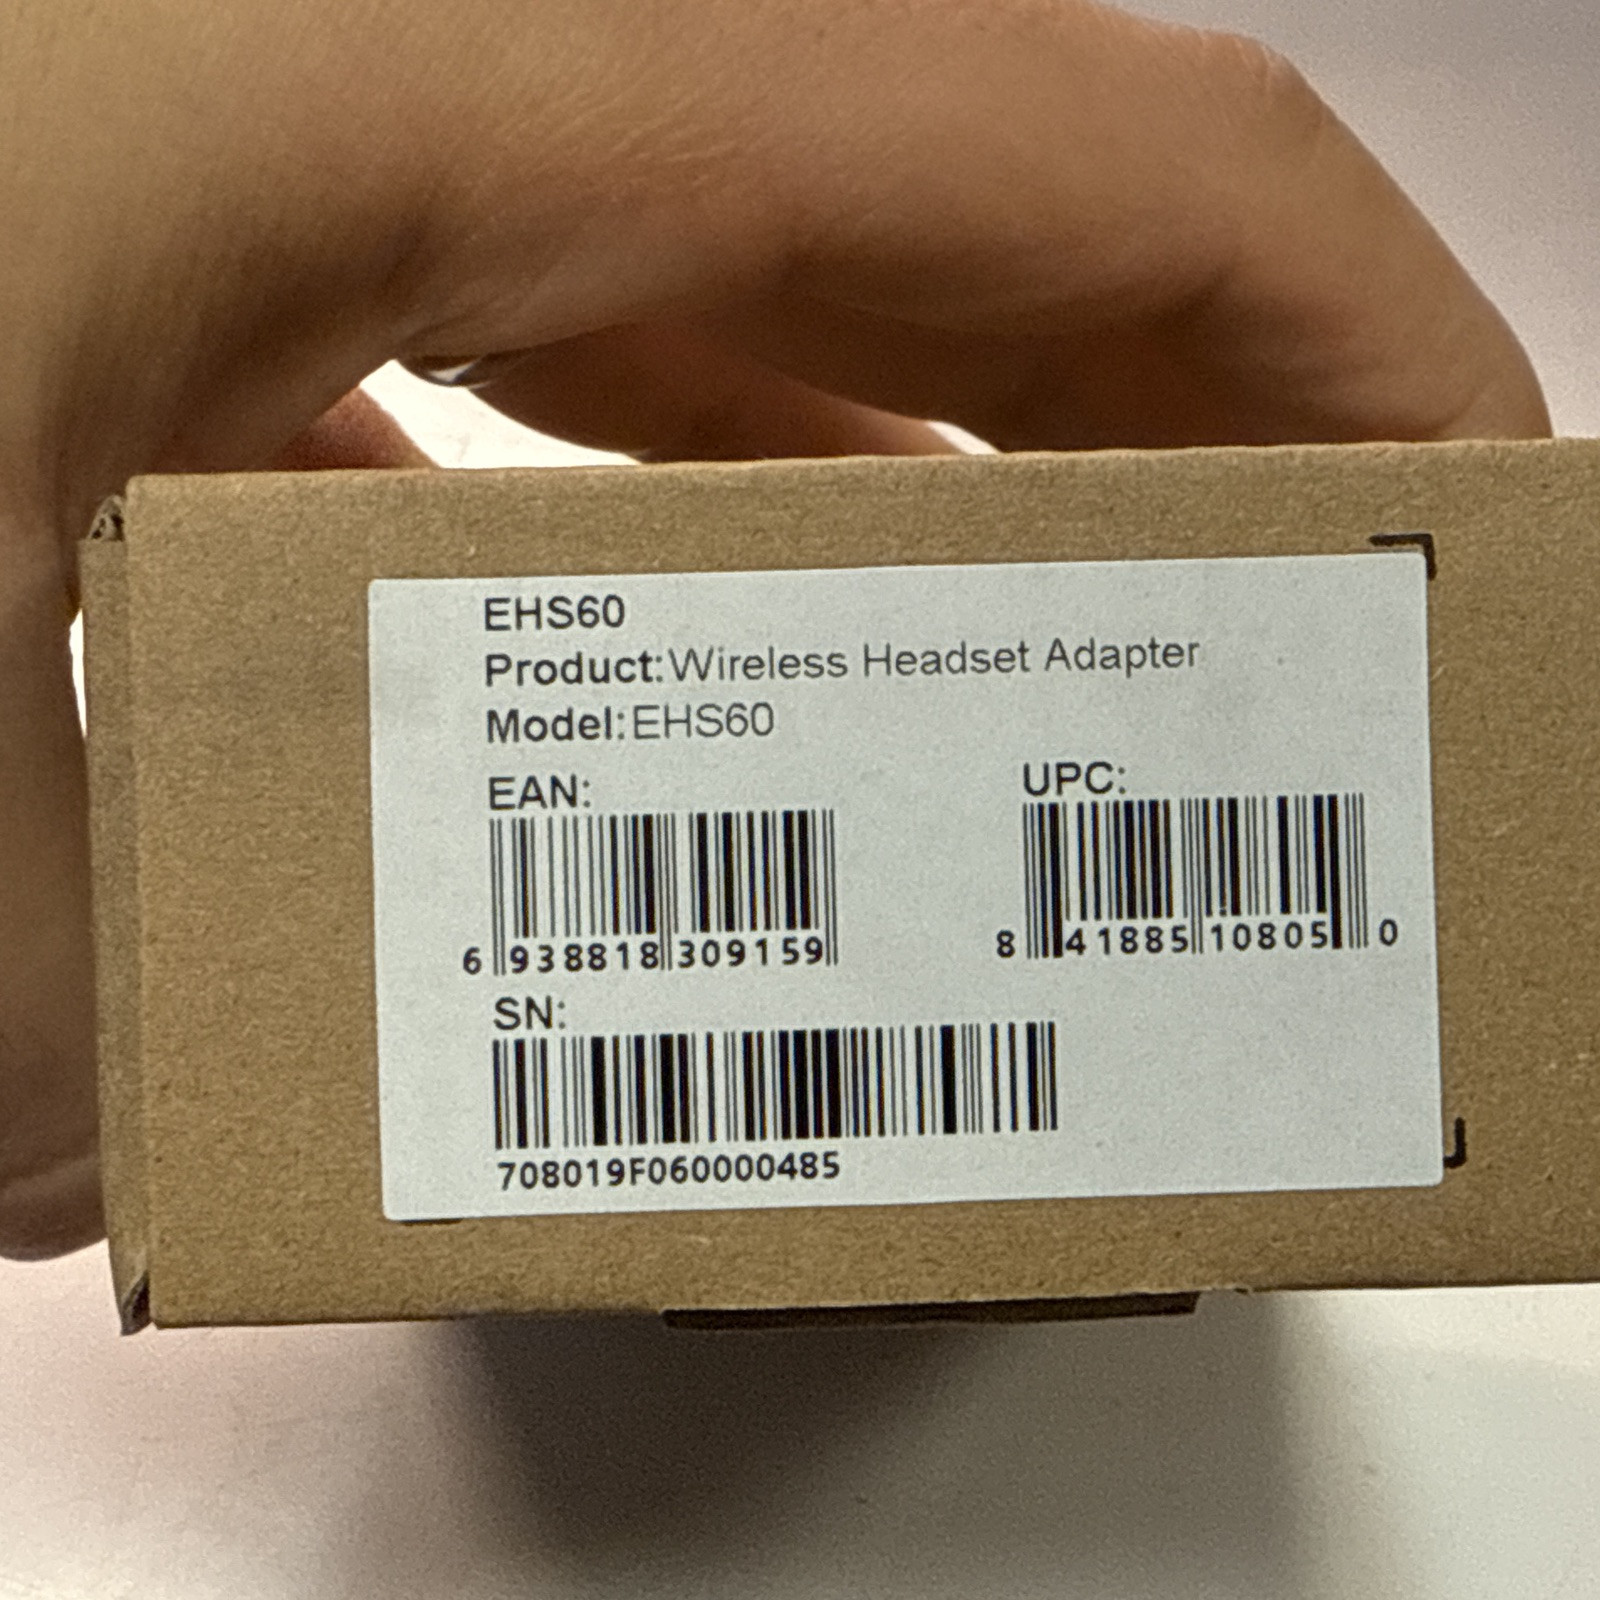 EHS60
Product:Wireless Headset Adapter
Model:EHS60
EAN: UPC:
6 938818 309159 8 41885 10805 0
SN:
708019F060000485